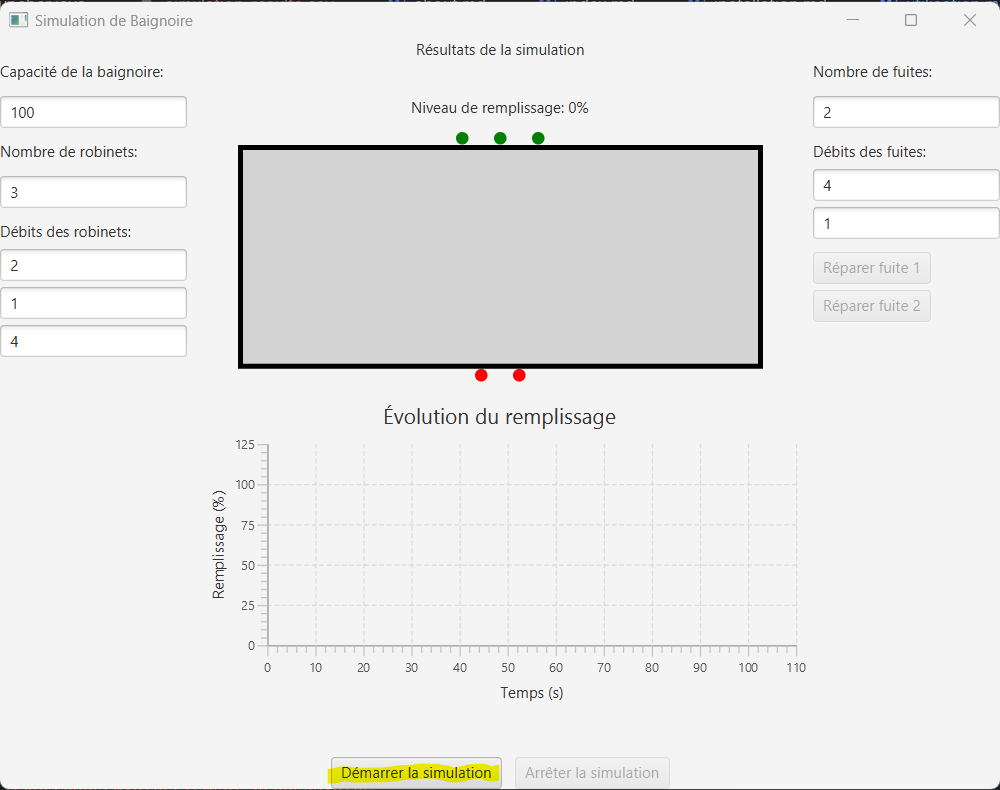 Simulation de Baignoire
Résultats de la simulation
Capacité de la baignoire:
100
Nombre de robinets:
3
Débits des robinets:
2
1
4
Niveau de remplissage: 0%
Nombre de fuites:
2
Débits des fuites:
4
1
Réparer fuite 1
Réparer fuite 2
Évolution du remplissage
Remplissage (%)
125
100
75
50
25
0
0 10 20 30 40 50 60 70 80 90 100 110
Temps (s)
Démarrer la simulation
Arrêter la simulation